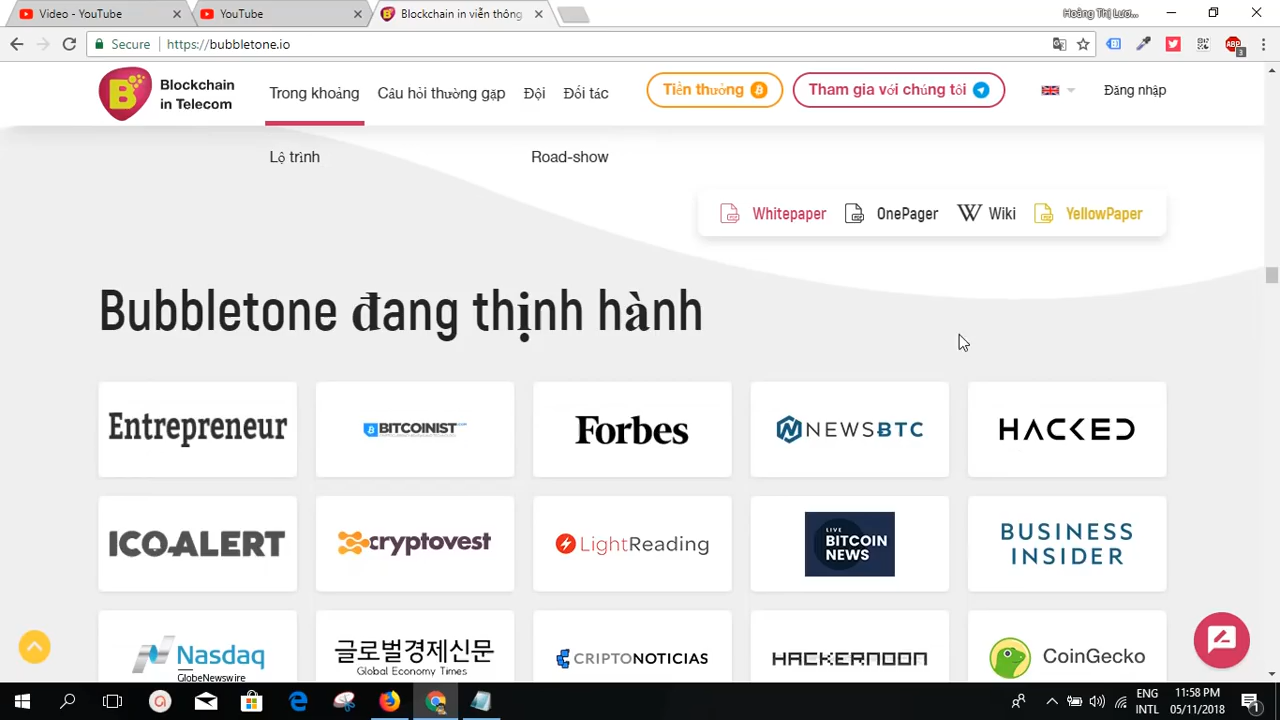 Video - YouTube
YouTube
Blockchain in viễn thông
Hoàng Thị Lươ...
Secure
https://bubbletone.io
Blockchain
in Telecom
B
Trong khoảng
Câu hỏi thường gặp
Đội
Đối tác
Tiền thưởng
Tham gia với chúng tôi
Đăng nhập
Lộ trình
Road-show
Whitepaper
OnePager
W Wiki
YellowPaper
Bubbletone đang thịnh hành
Entrepreneur
BITCOINIST.COM
Forbes
NEWSBTC
HACKED
ICOALERT
cryptovest
LightReading
LIVE
BITCOIN
NEWS
BUSINESS
INSIDER
Nasdaq
GlobeNewswire
글로벌경제신문
Global Economy Times
CRIPTONOTICIAS
HACKERNOON
CoinGecko
ENG
INTL
11:58 PM
05/11/2018